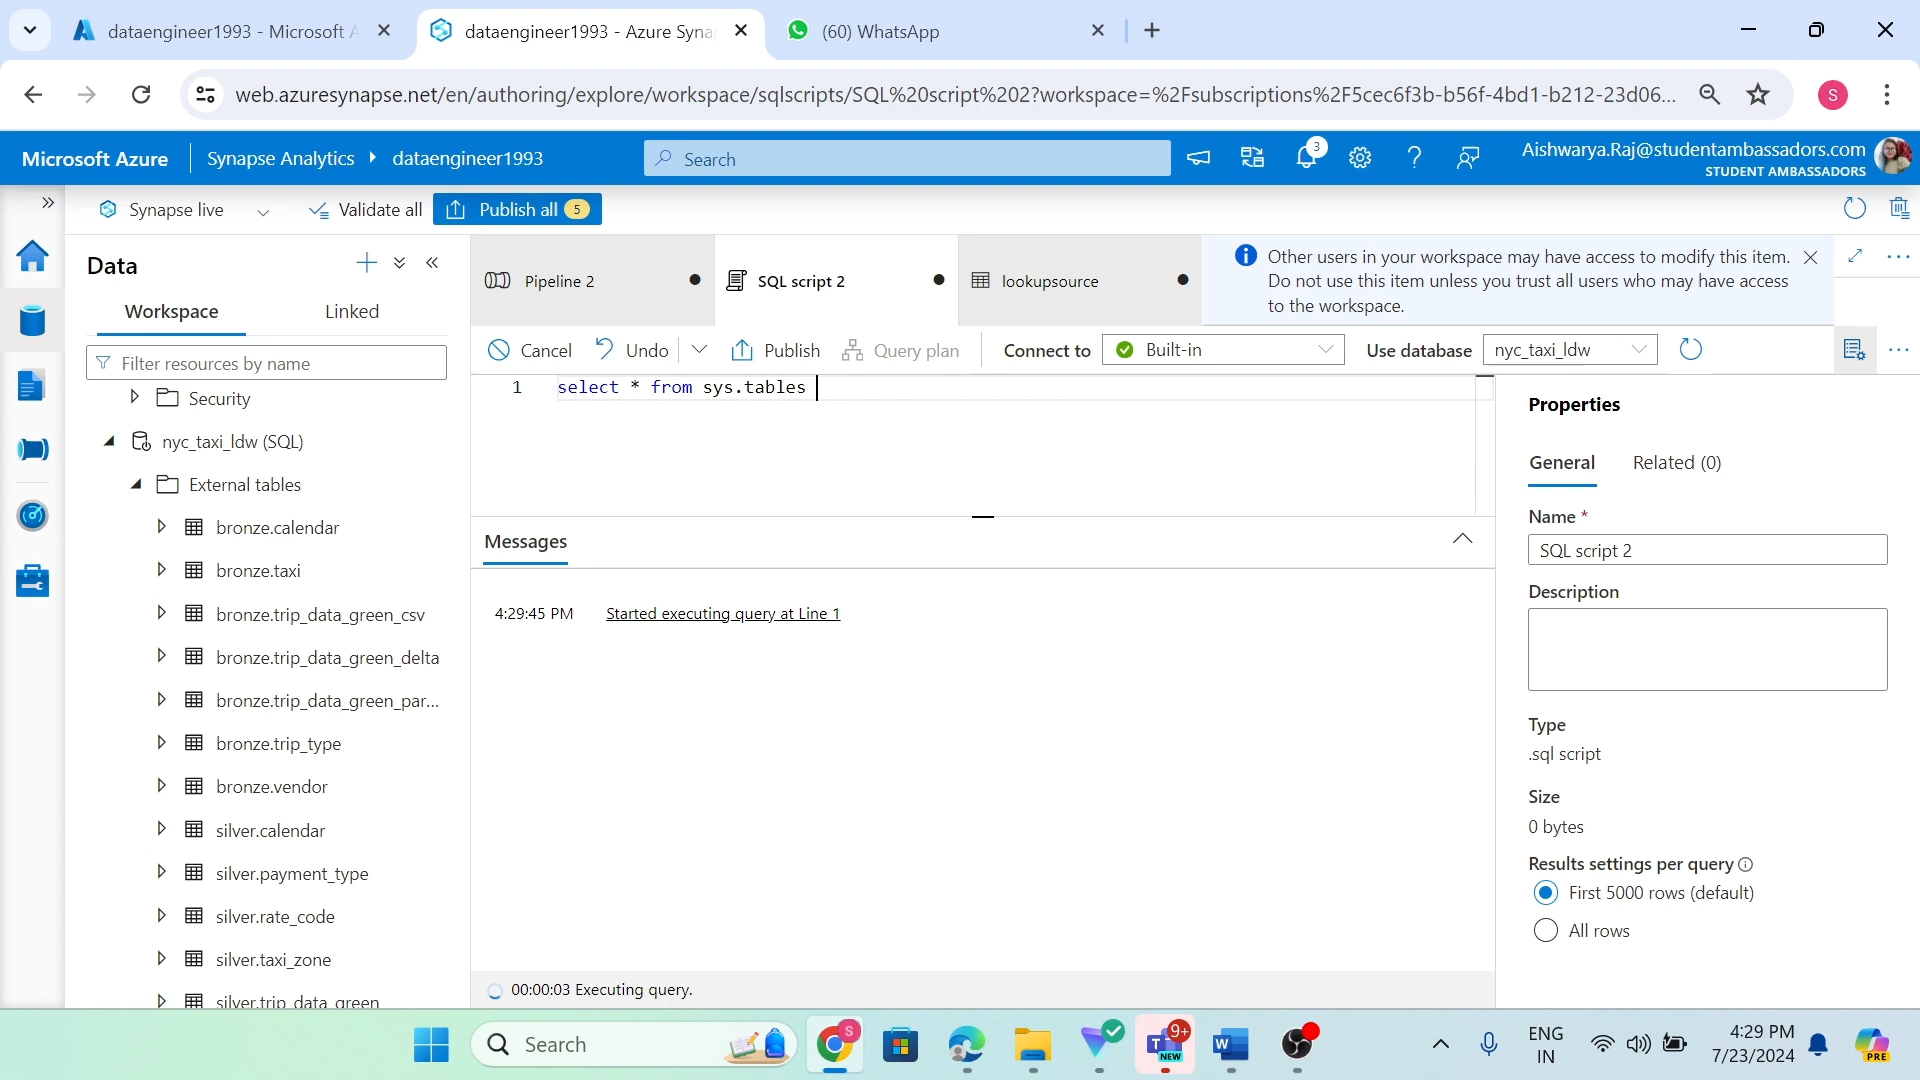 dataengineer1993 - Microsoft A
dataengineer1993 - Azure Syna
(60) WhatsApp
web.azuresynapse.net/en/authoring/explore/workspace/sqlscripts/SQL%20script%202?workspace=%2Fsubscriptions%2F5cec6f3b-b56f-4bd1-b212-23d06...
S
Microsoft Azure
Synapse Analytics
dataengineer1993
Search
3
Aishwarya.Raj@studentambassadors.com
STUDENT AMBASSADORS
Synapse live
Validate all
Publish all 5
Data
Workspace
Linked
Filter resources by name
Security
nyc_taxi_ldw (SQL)
External tables
bronze.calendar
bronze.taxi
bronze.trip_data_green_csv
bronze.trip_data_green_delta
bronze.trip_data_green_par...
bronze.trip_type
bronze.vendor
silver.calendar
silver.payment_type
silver.rate_code
silver.taxi_zone
silver.trip_data_green
Pipeline 2
SQL script 2
lookupsource
Other users in your workspace may have access to modify this item.
Do not use this item unless you trust all users who may have access
to the workspace.
Cancel
Undo
Publish
Query plan
Connect to
Built-in
Use database
nyc_taxi_ldw
1 select * from sys.tables
Messages
4:29:45 PM Started executing query at Line 1
00:00:03 Executing query.
Properties
General
Related (0)
Name *
SQL script 2
Description
Type
.sql script
Size
0 bytes
Results settings per query
First 5000 rows (default)
All rows
Search
S
9+
T
NEW
W
ENG
IN
4:29 PM
7/23/2024
PRE